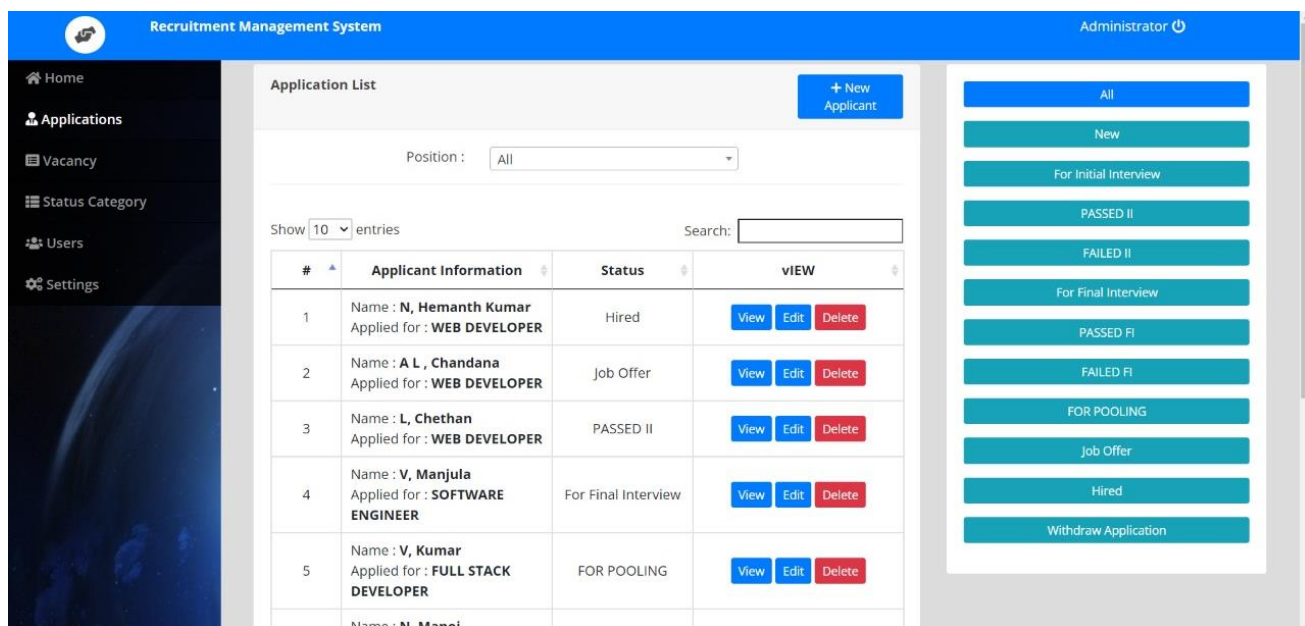 Recruitment Management System
Administrator
Home
Applications
Vacancy
Status Category
Users
Settings
Application List
+ New
Applicant
Position :
All
Show 10 entries
Search:
# Applicant Information Status vIEW
1
Name : N, Hemanth Kumar
Applied for : WEB DEVELOPER
Hired
View Edit Delete
2
Name : A L , Chandana
Applied for : WEB DEVELOPER
Job Offer
View Edit Delete
3
Name : L, Chethan
Applied for : WEB DEVELOPER
PASSED II
View Edit Delete
4
Name : V, Manjula
Applied for : SOFTWARE
ENGINEER
For Final Interview
View Edit Delete
5
Name : V, Kumar
Applied for : FULL STACK
DEVELOPER
FOR POOLING
View Edit Delete
Name : N, Manoj
All
New
For Initial Interview
PASSED II
FAILED II
For Final Interview
PASSED FI
FAILED FI
FOR POOLING
Job Offer
Hired
Withdraw Application